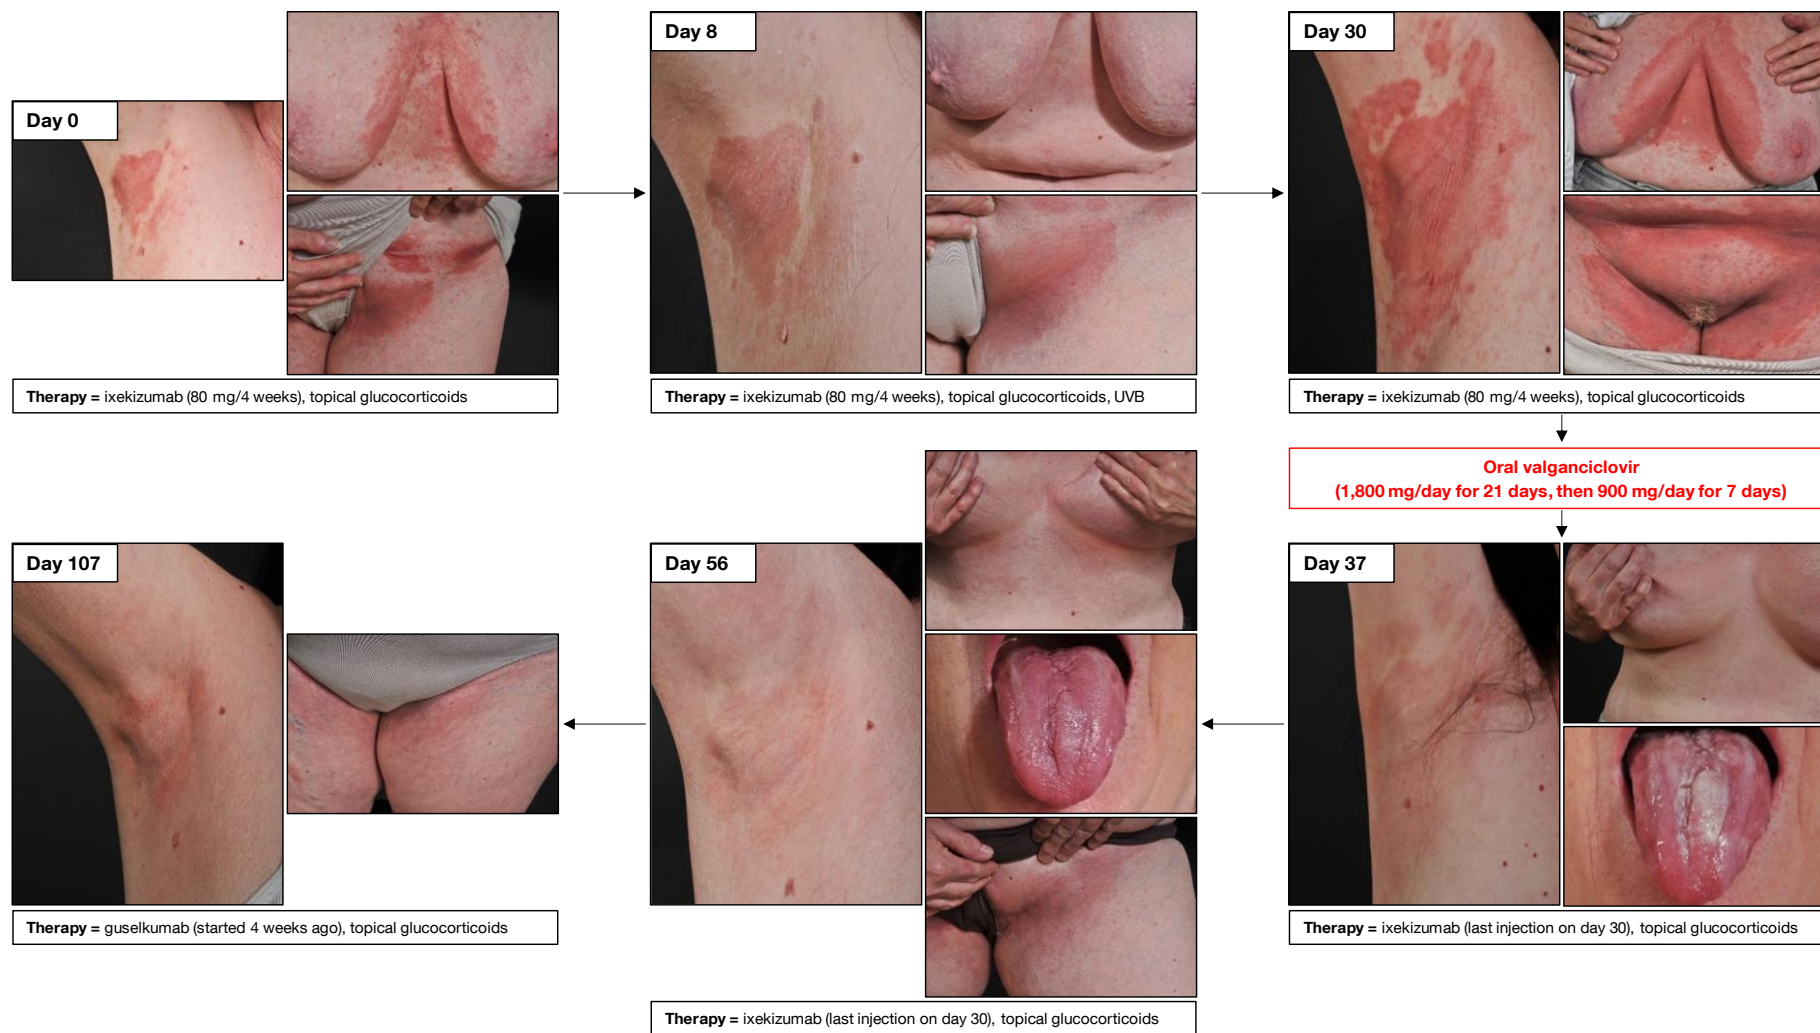 Day 0
Therapy = ixekizumab (80 mg/4 weeks), topical glucocorticoids
Day 8
Therapy = ixekizumab (80 mg/4 weeks), topical glucocorticoids, UVB
Day 30
Therapy = ixekizumab (80 mg/4 weeks), topical glucocorticoids
Oral valganciclovir
(1,800 mg/day for 21 days, then 900 mg/day for 7 days)
Day 37
Therapy = ixekizumab (last injection on day 30), topical glucocorticoids
Day 56
Therapy = ixekizumab (last injection on day 30), topical glucocorticoids
Day 107
Therapy = guselkumab (started 4 weeks ago), topical glucocorticoids